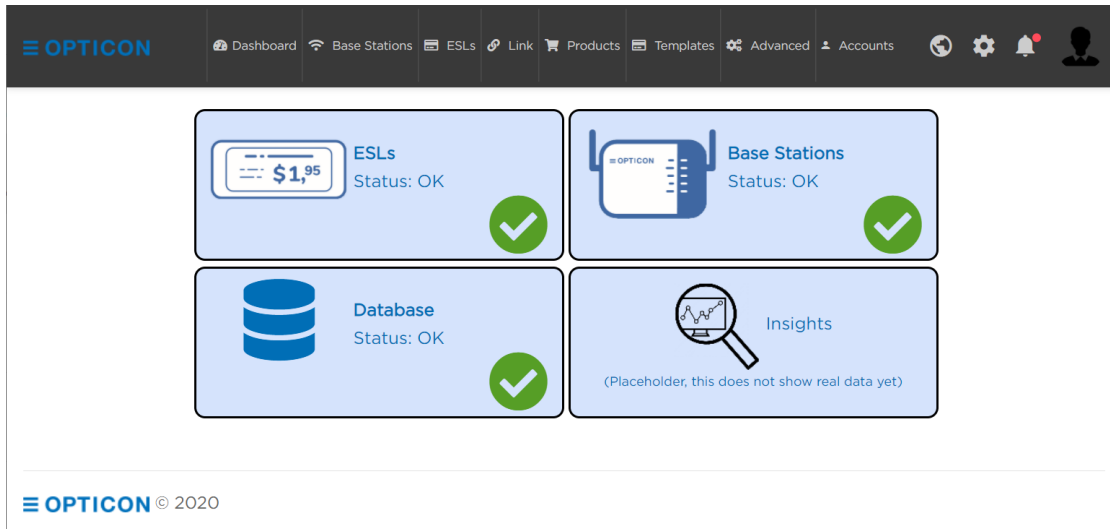 OPTICON
Dashboard
Base Stations
ESLs
Link
Products
Templates
Advanced
Accounts
$1,95
ESLs
Status: OK
OPTICON
Base Stations
Status: OK
Database
Status: OK
Insights
(Placeholder, this does not show real data yet)
OPTICON © 2020